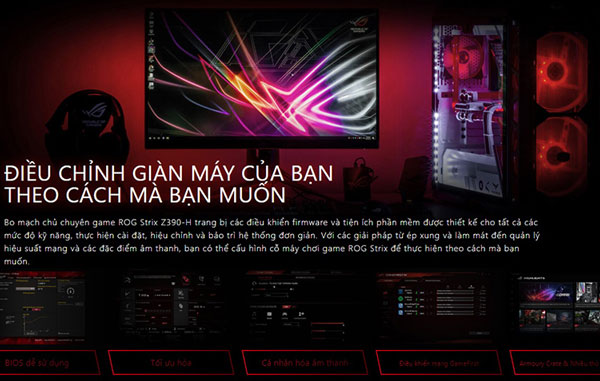 ĐIỀU CHỈNH GIÀN MÁY CỦA BẠN
THEO CÁCH MÀ BẠN MUỐN
Bo mạch chủ chuyên game ROG Strix Z390-H trang bị các điều khiển firmware và tiện ích phần mềm được thiết kế cho tất cả các
mức độ kỹ năng, thực hiện cài đặt, hiệu chỉnh và bảo trì hệ thống đơn giản. Với các giải pháp từ ép xung và làm mát đến quản lý
hiệu suất mạng và các đặc điểm âm thanh, bạn có thể cấu hình cỗ máy chơi game ROG Strix để thực hiện theo cách mà bạn
muốn.
BIOS dễ sử dụng
Tối ưu hóa
Cá nhân hóa âm thanh
Điều khiển mạng GameFirst
Armoury Crate & Nhiều thứ